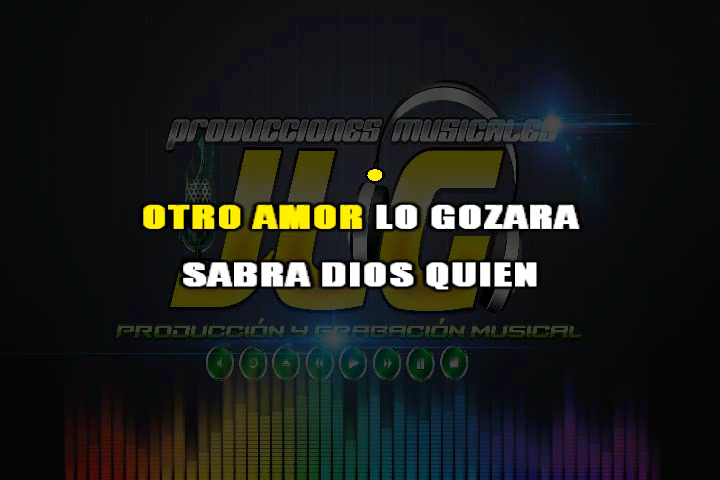 PRODUCCIONES MUSICALES
JLG
OTRO AMOR LO GOZARA
SABRA DIOS QUIEN
PRODUCCIÓN Y GRABACIÓN MUSICAL